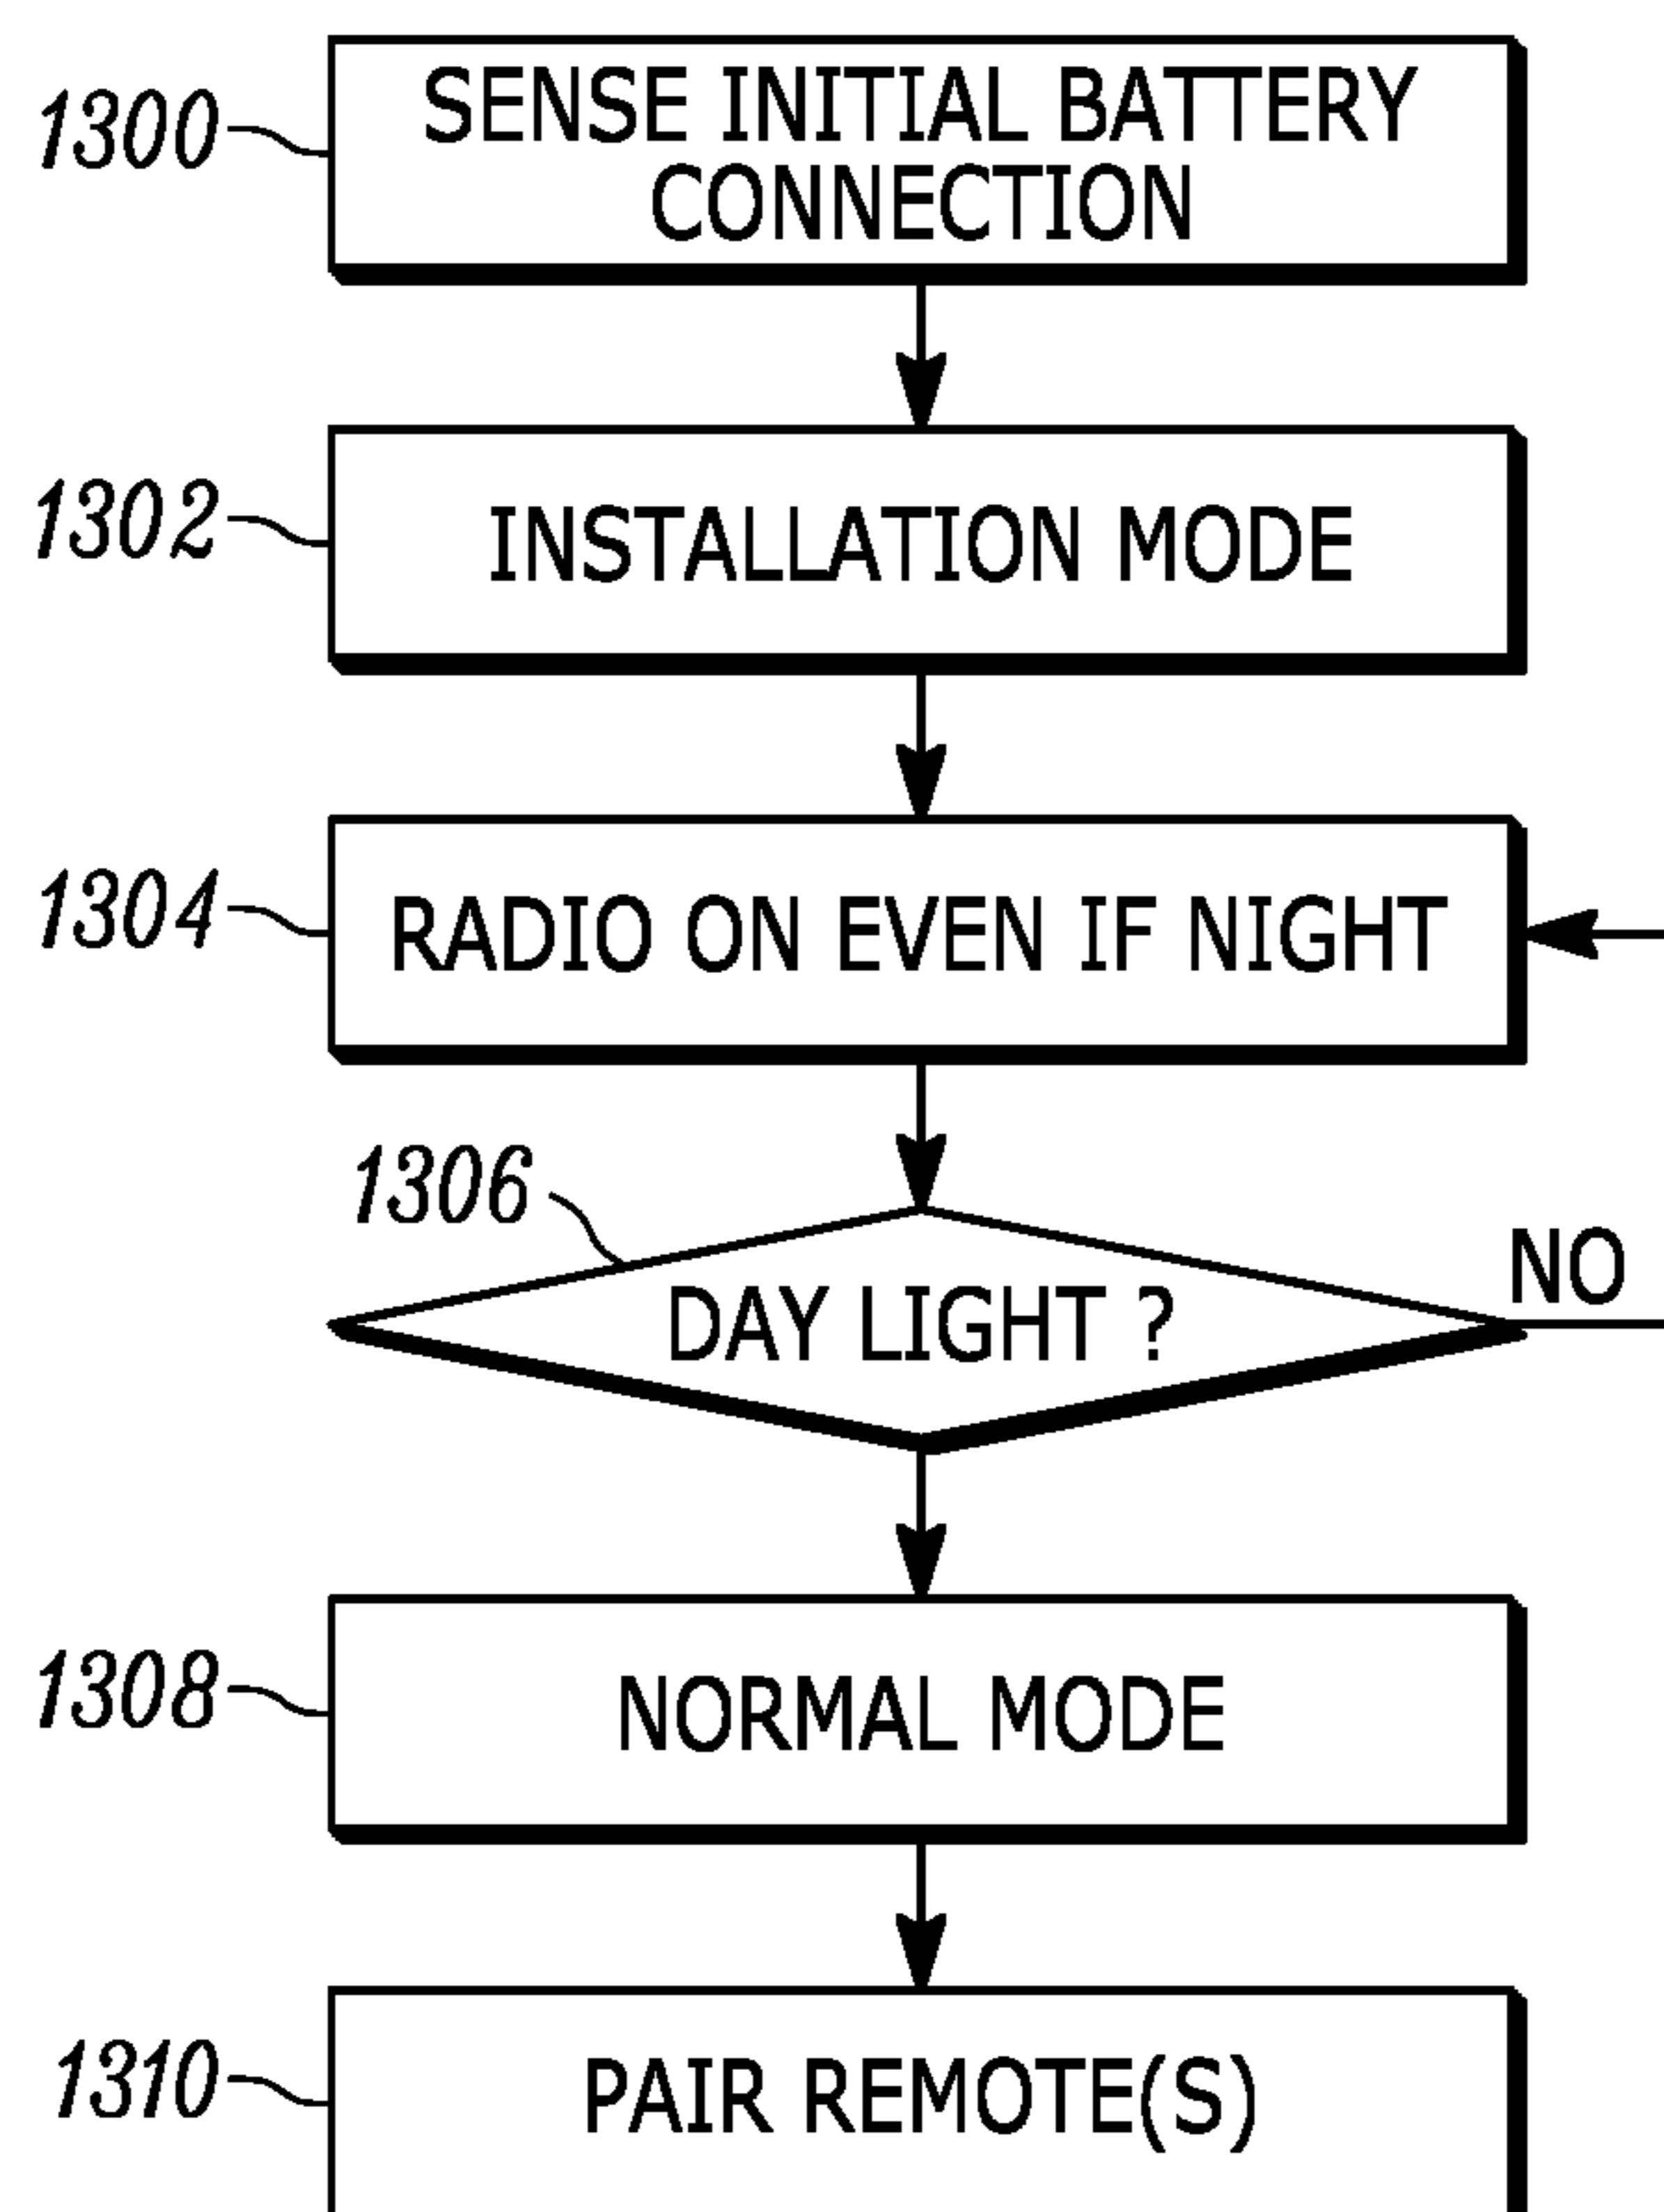 1300
SENSE INITIAL BATTERY
CONNECTION
1302
INSTALLATION MODE
1304
RADIO ON EVEN IF NIGHT
1306
DAY LIGHT ?
NO
1308
NORMAL MODE
1310
PAIR REMOTE(S)